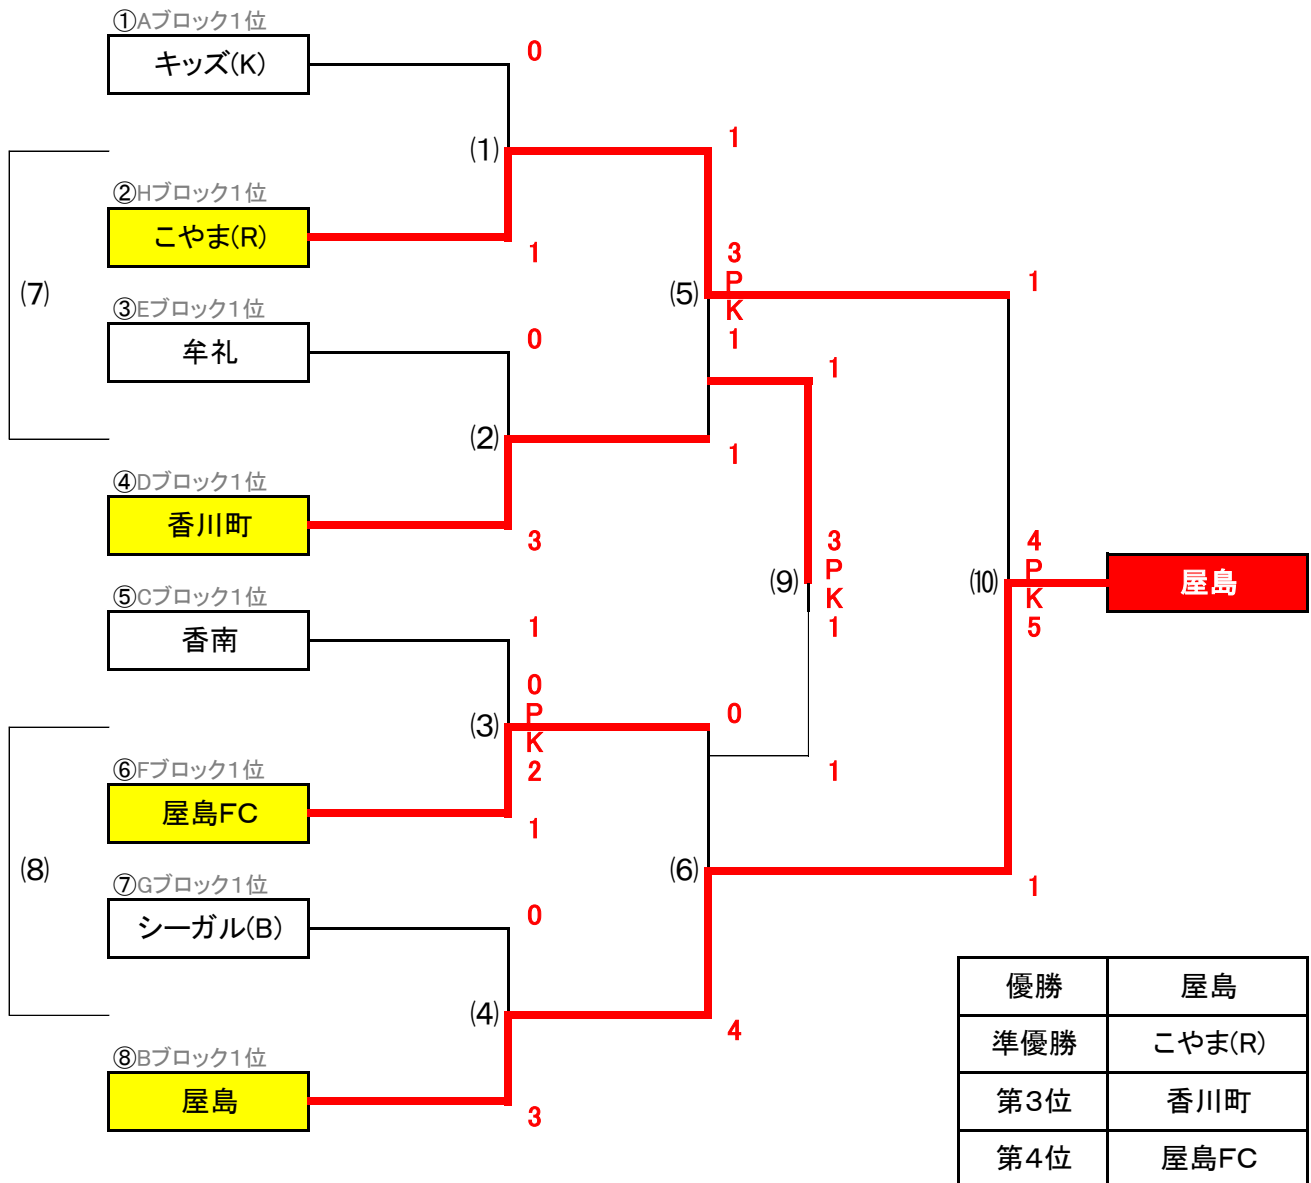 ①Aブロック1位
キッズ(K)
0
(1)
1
②Hブロック1位
こやま(R)
1
3
PK
1
(5)
1
(7)
③Eブロック1位
牟礼
0
1
(2)
1
④Dブロック1位
香川町
3
3
PK
1
(9)
4
PK
5
(10)
屋島
⑤Cブロック1位
香南
1
0
PK
2
(3)
0
⑥Fブロック1位
屋島FC
1
1
(8)
(6)
1
⑦Gブロック1位
シーガル(B)
0
(4)
4
⑧Bブロック1位
屋島
3
優勝 屋島
準優勝 こやま(R)
第3位 香川町
第4位 屋島FC